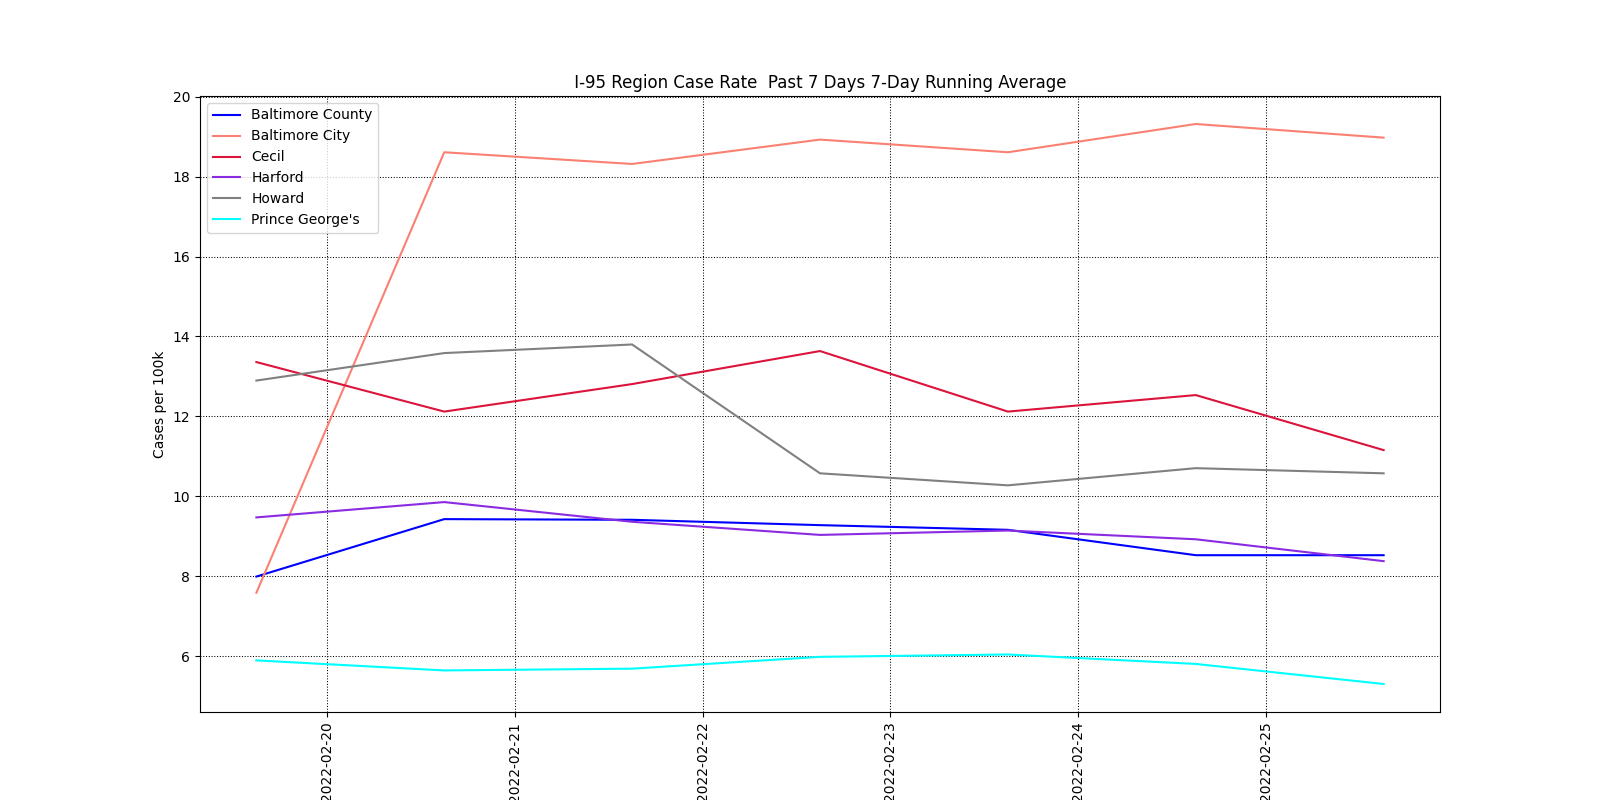 I-95 Region Case Rate  Past 7 Days 7-Day Running Average
20
18
16
14
12
10
8
6
Cases per 100k
Baltimore County
Baltimore City
Cecil
Harford
Howard
Prince George's
2022-02-20
2022-02-21
2022-02-22
2022-02-23
2022-02-24
2022-02-25